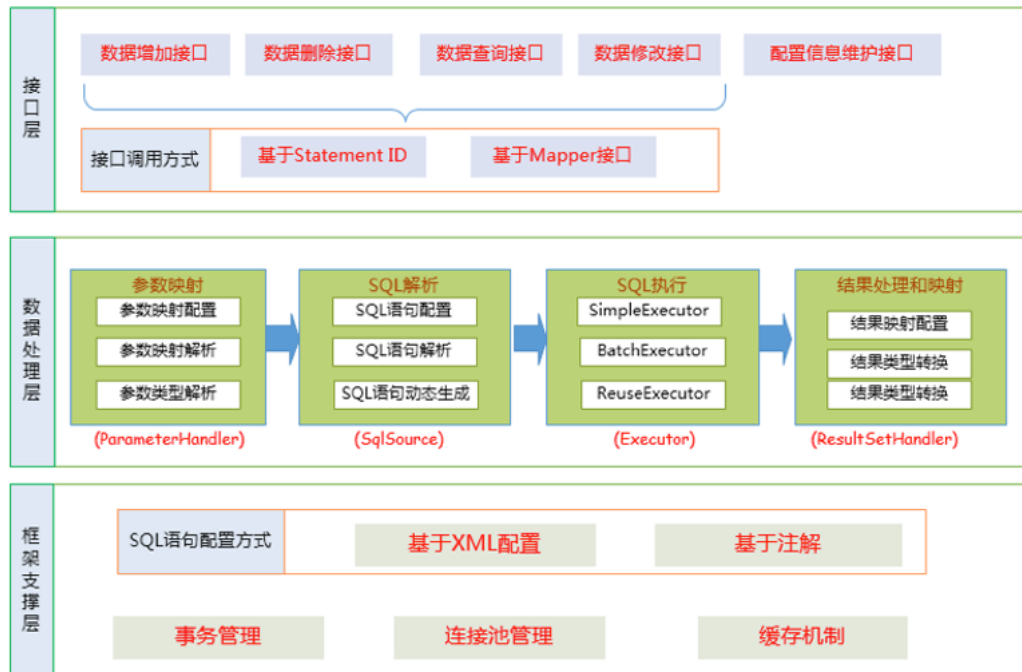 接口层
数据增加接口
数据删除接口
数据查询接口
数据修改接口
配置信息维护接口
接口调用方式
基于Statement ID
基于Mapper接口
数据处理层
参数映射
参数映射配置
参数映射解析
参数类型解析
(ParameterHandler)
SQL解析
SQL语句配置
SQL语句解析
SQL语句动态生成
(SqlSource)
SQL执行
SimpleExecutor
BatchExecutor
ReuseExecutor
(Executor)
结果处理和映射
结果映射配置
结果类型转换
结果类型转换
(ResultSetHandler)
框架支撑层
SQL语句配置方式
基于XML配置
基于注解
事务管理
连接池管理
缓存机制